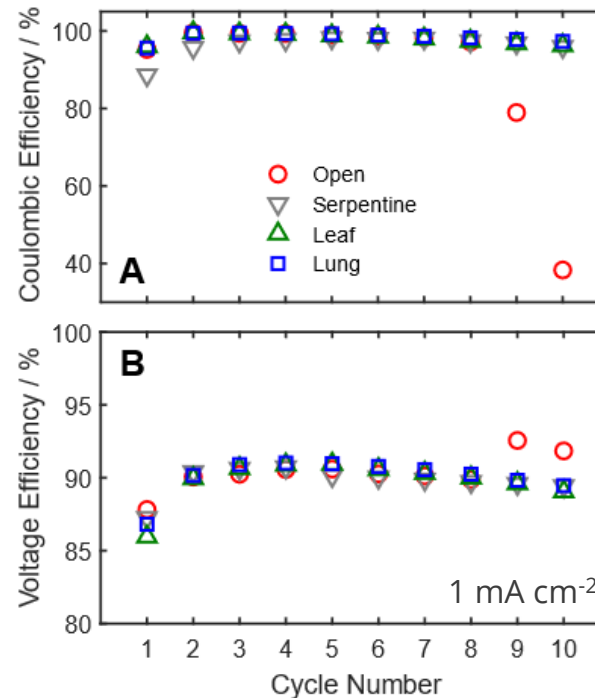 Coulombic Efficiency / %
100
80
60
40
Open
Serpentine
Leaf
Lung
A
Voltage Efficiency / %
100
95
90
85
80
B
1 mA cm⁻²
1 2 3 4 5 6 7 8 9 10
Cycle Number